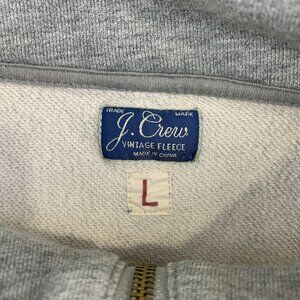 TRADE MARK
J. Crew
VINTAGE FLEECE
MADE IN CHINA
L